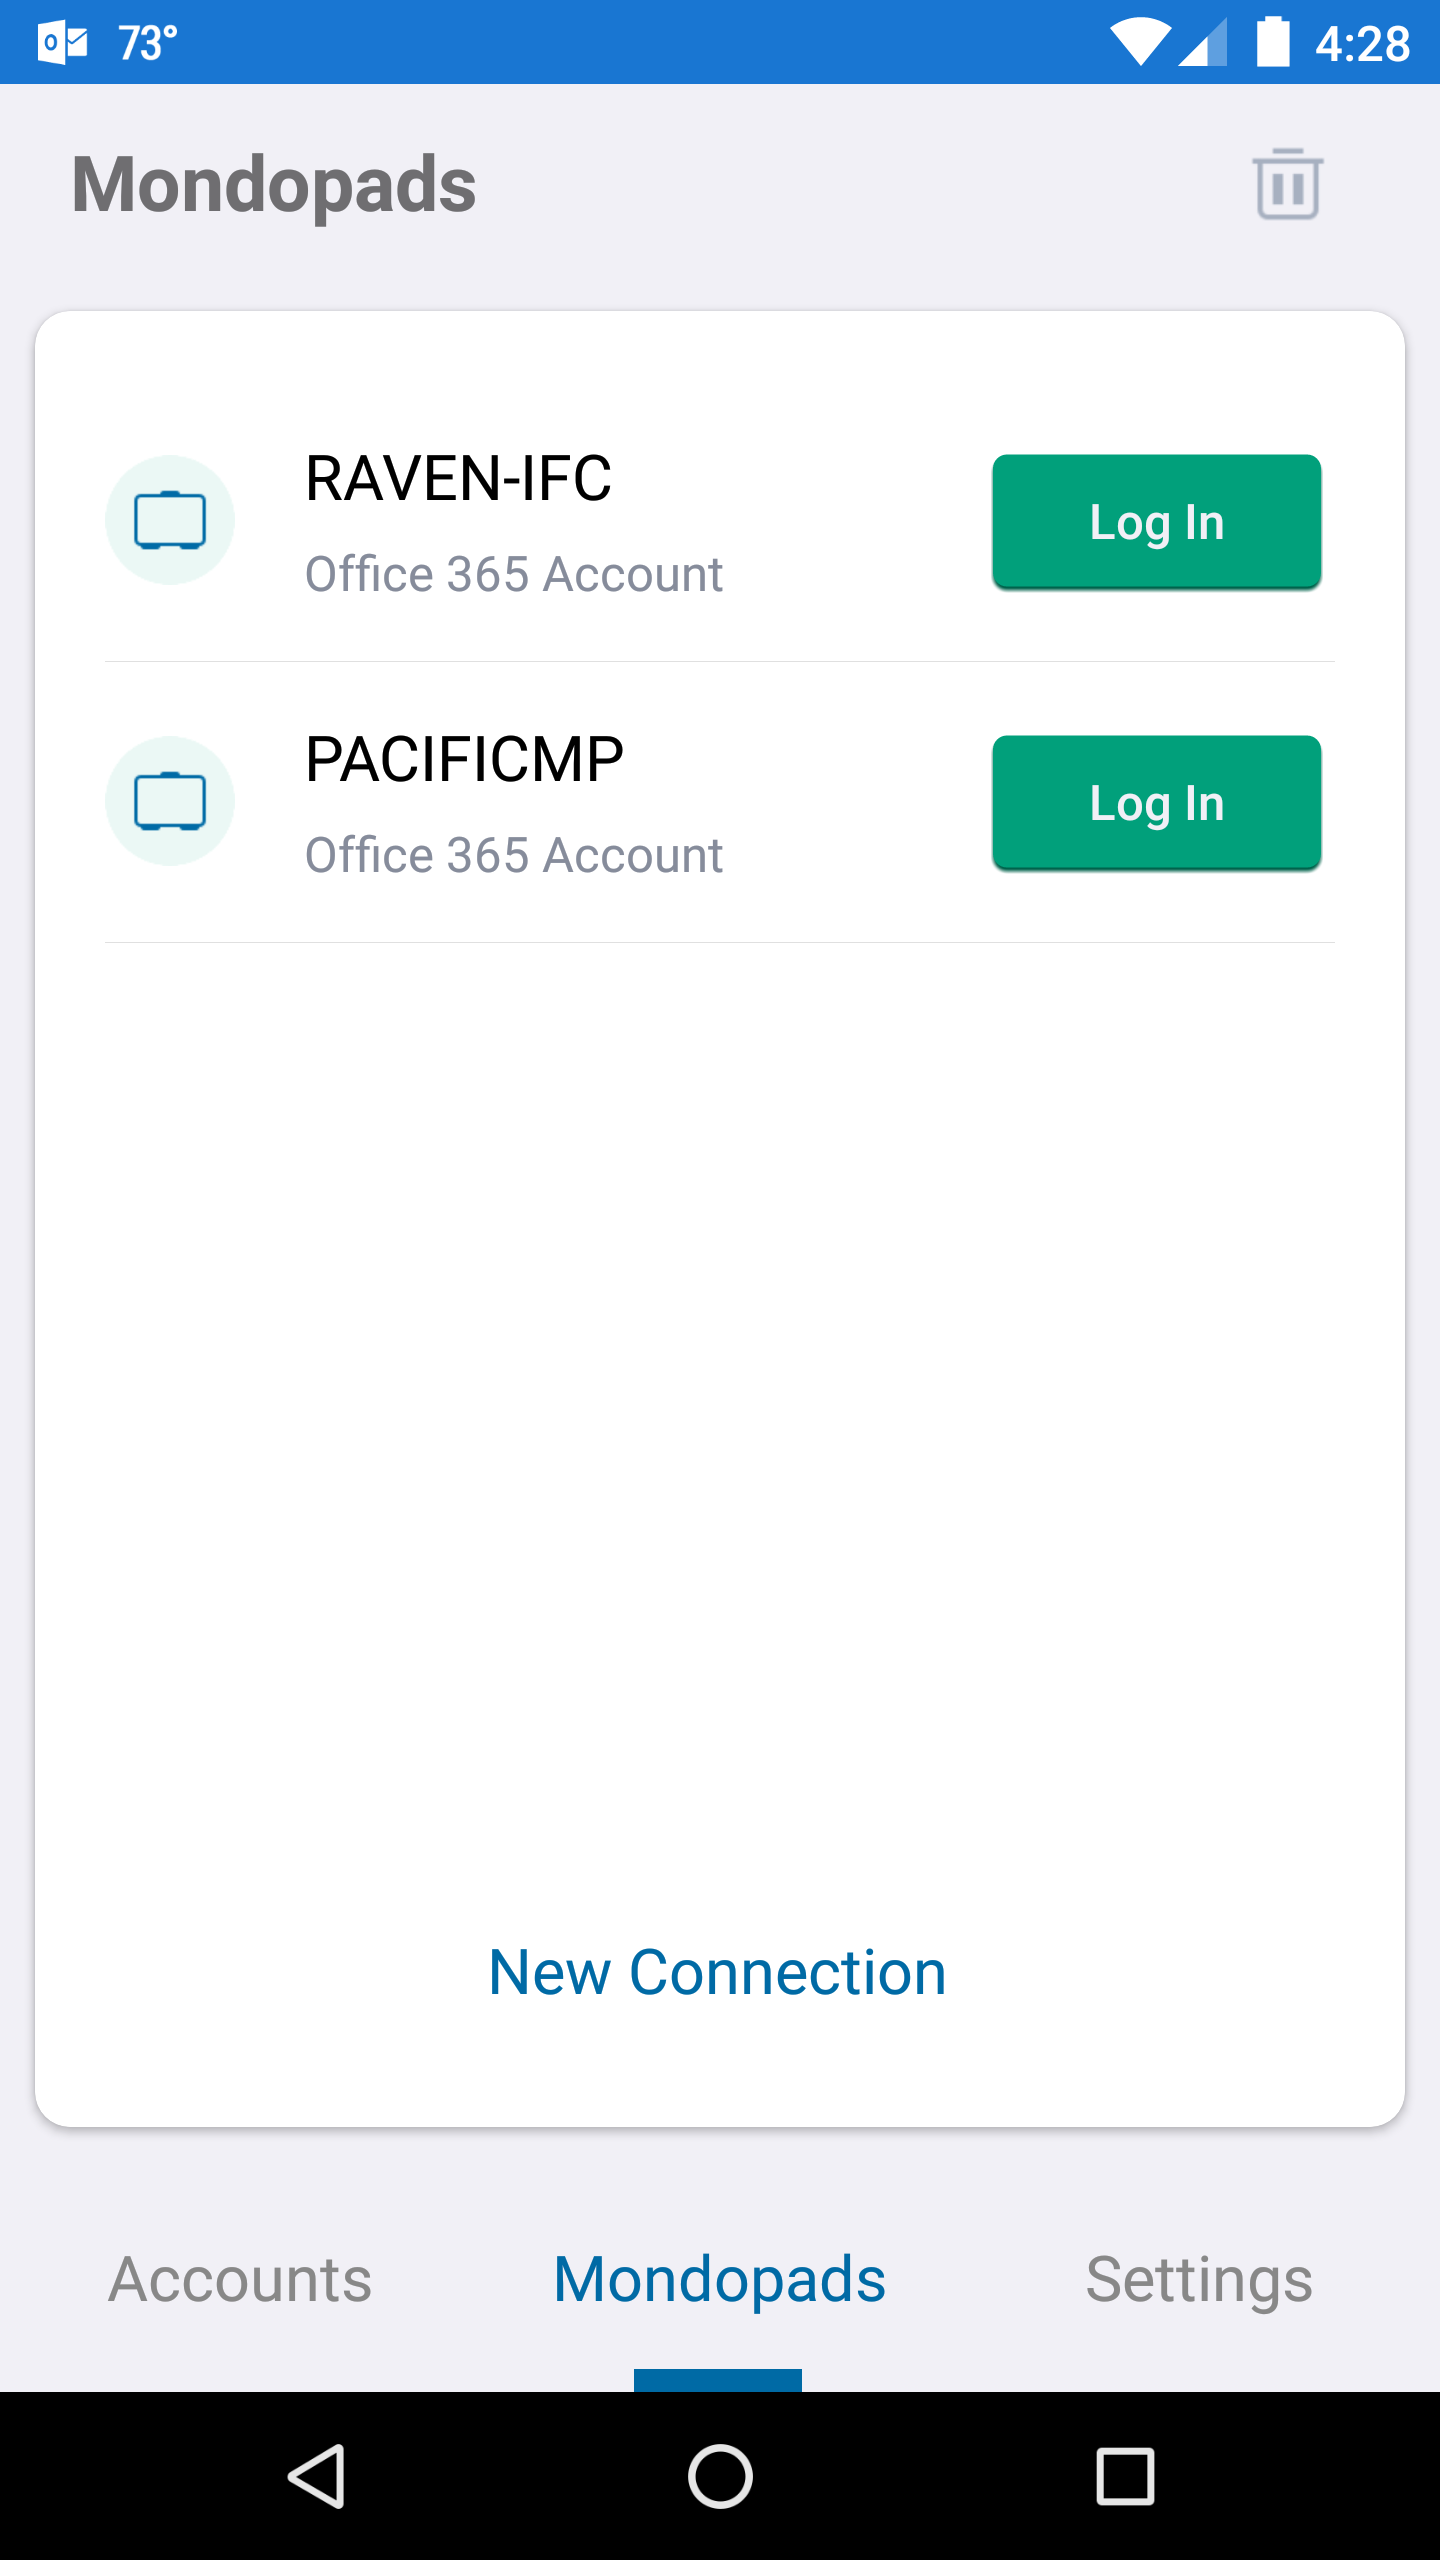 73°
4:28
Mondopads
RAVEN-IFC
Office 365 Account
Log In
PACIFICMP
Office 365 Account
Log In
New Connection
Accounts
Mondopads
Settings